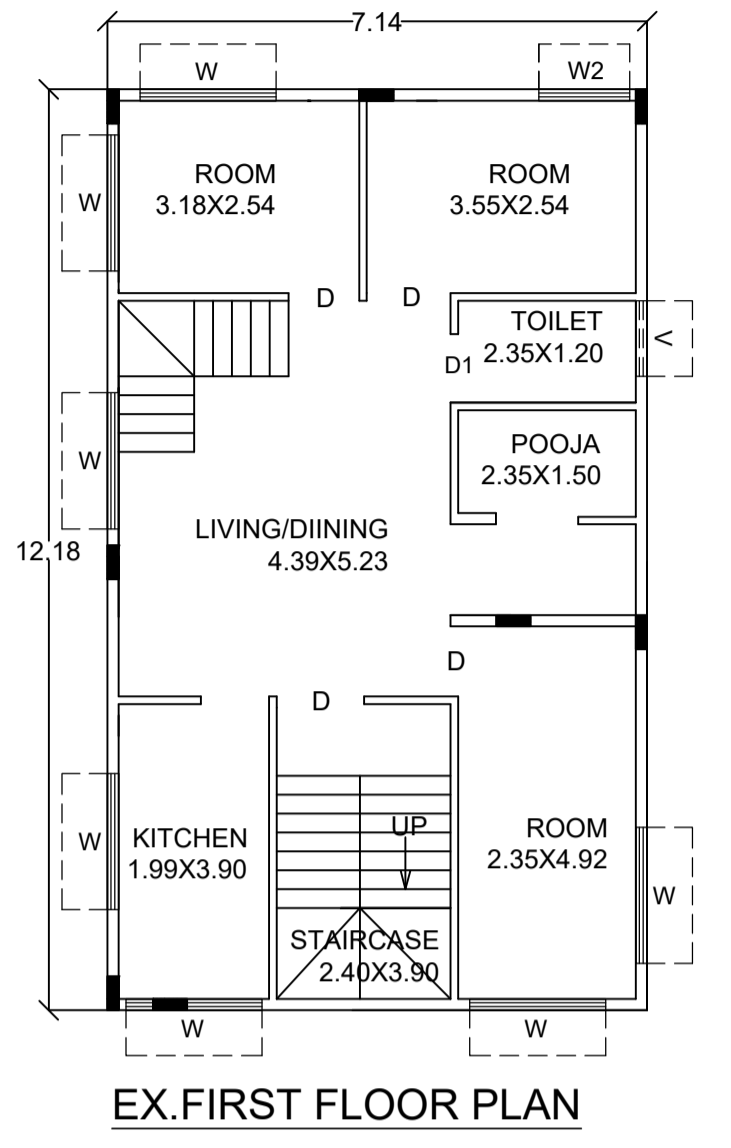 7.14
W
W2
ROOM
3.18X2.54
ROOM
3.55X2.54
W
D
D
TOILET
2.35X1.20
V
D1
POOJA
2.35X1.50
W
LIVING/DIINING
4.39X5.23
12.18
D
D
UP
KITCHEN
1.99X3.90
W
ROOM
2.35X4.92
W
STAIRCASE
2.40X3.90
W
W
EX.FIRST FLOOR PLAN